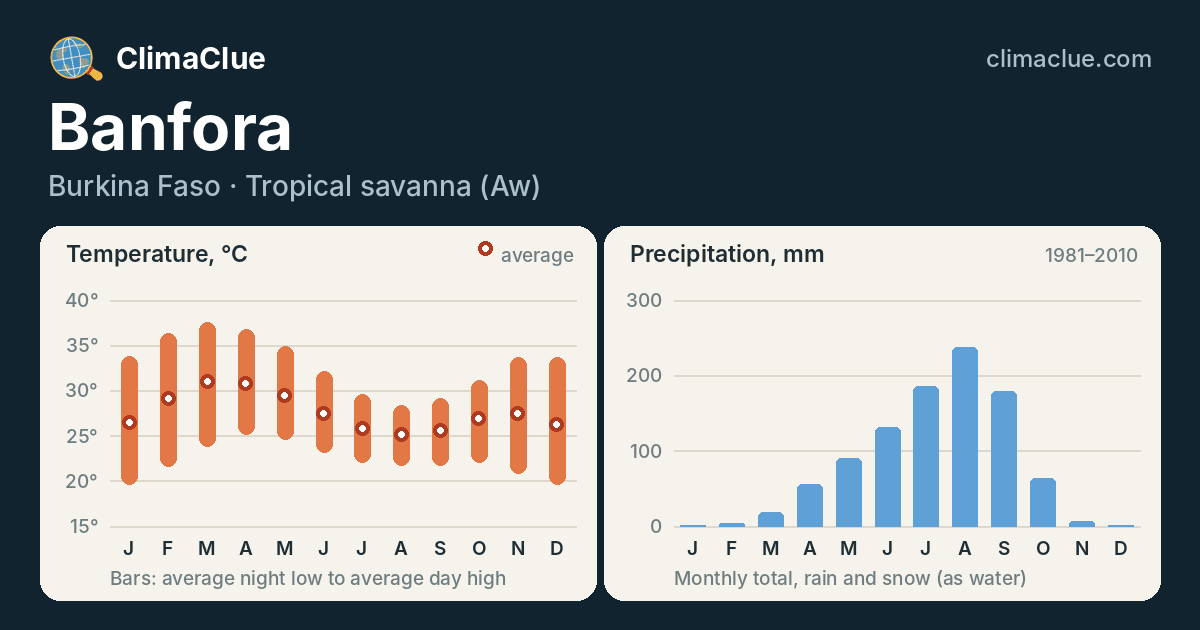 ClimaClue
climaclue.com
Banfora
Burkina Faso · Tropical savanna (Aw)
Temperature, °C
average
40°
35°
30°
25°
20°
15°
J F M A M J J A S O N D
Bars: average night low to average day high
Precipitation, mm
1981–2010
300
200
100
0
J F M A M J J A S O N D
Monthly total, rain and snow (as water)